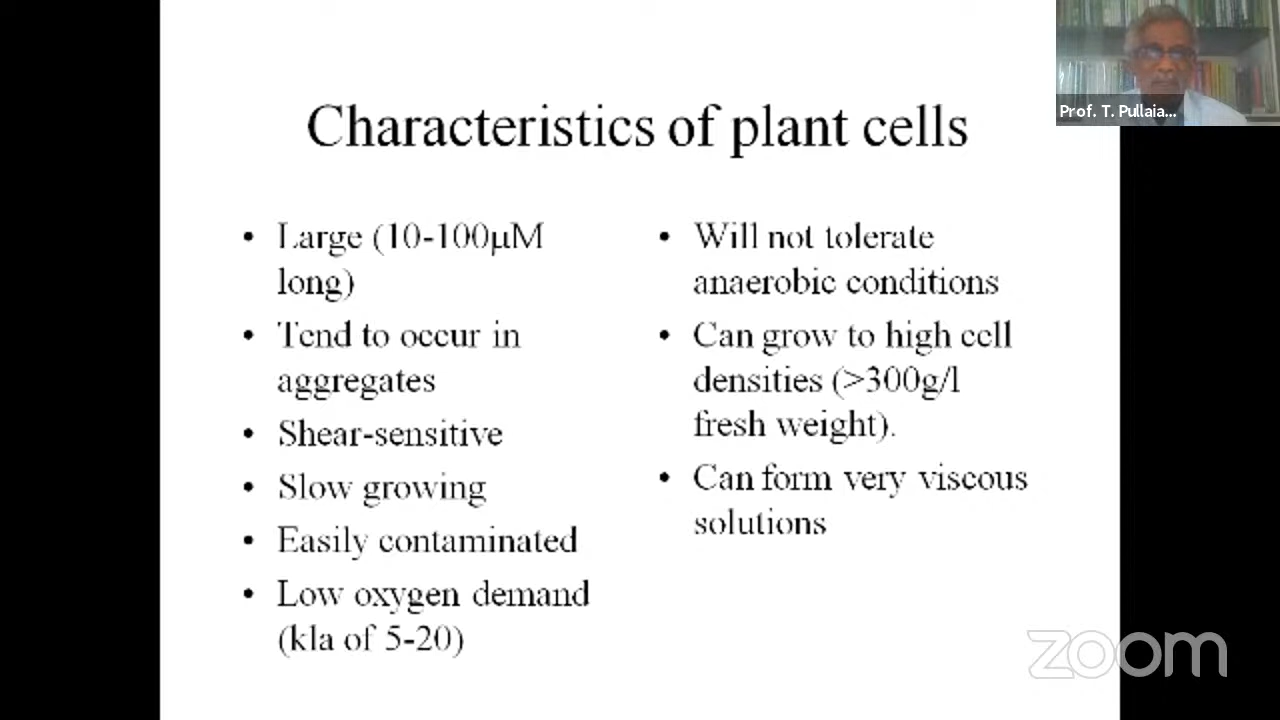 Prof. T. Pullaia...
Characteristics of plant cells
• Large (10-100µM
long)
• Tend to occur in
aggregates
• Shear-sensitive
• Slow growing
• Easily contaminated
• Low oxygen demand
(kla of 5-20)
• Will not tolerate
anaerobic conditions
• Can grow to high cell
densities (>300g/l
fresh weight).
• Can form very viscous
solutions
zoom